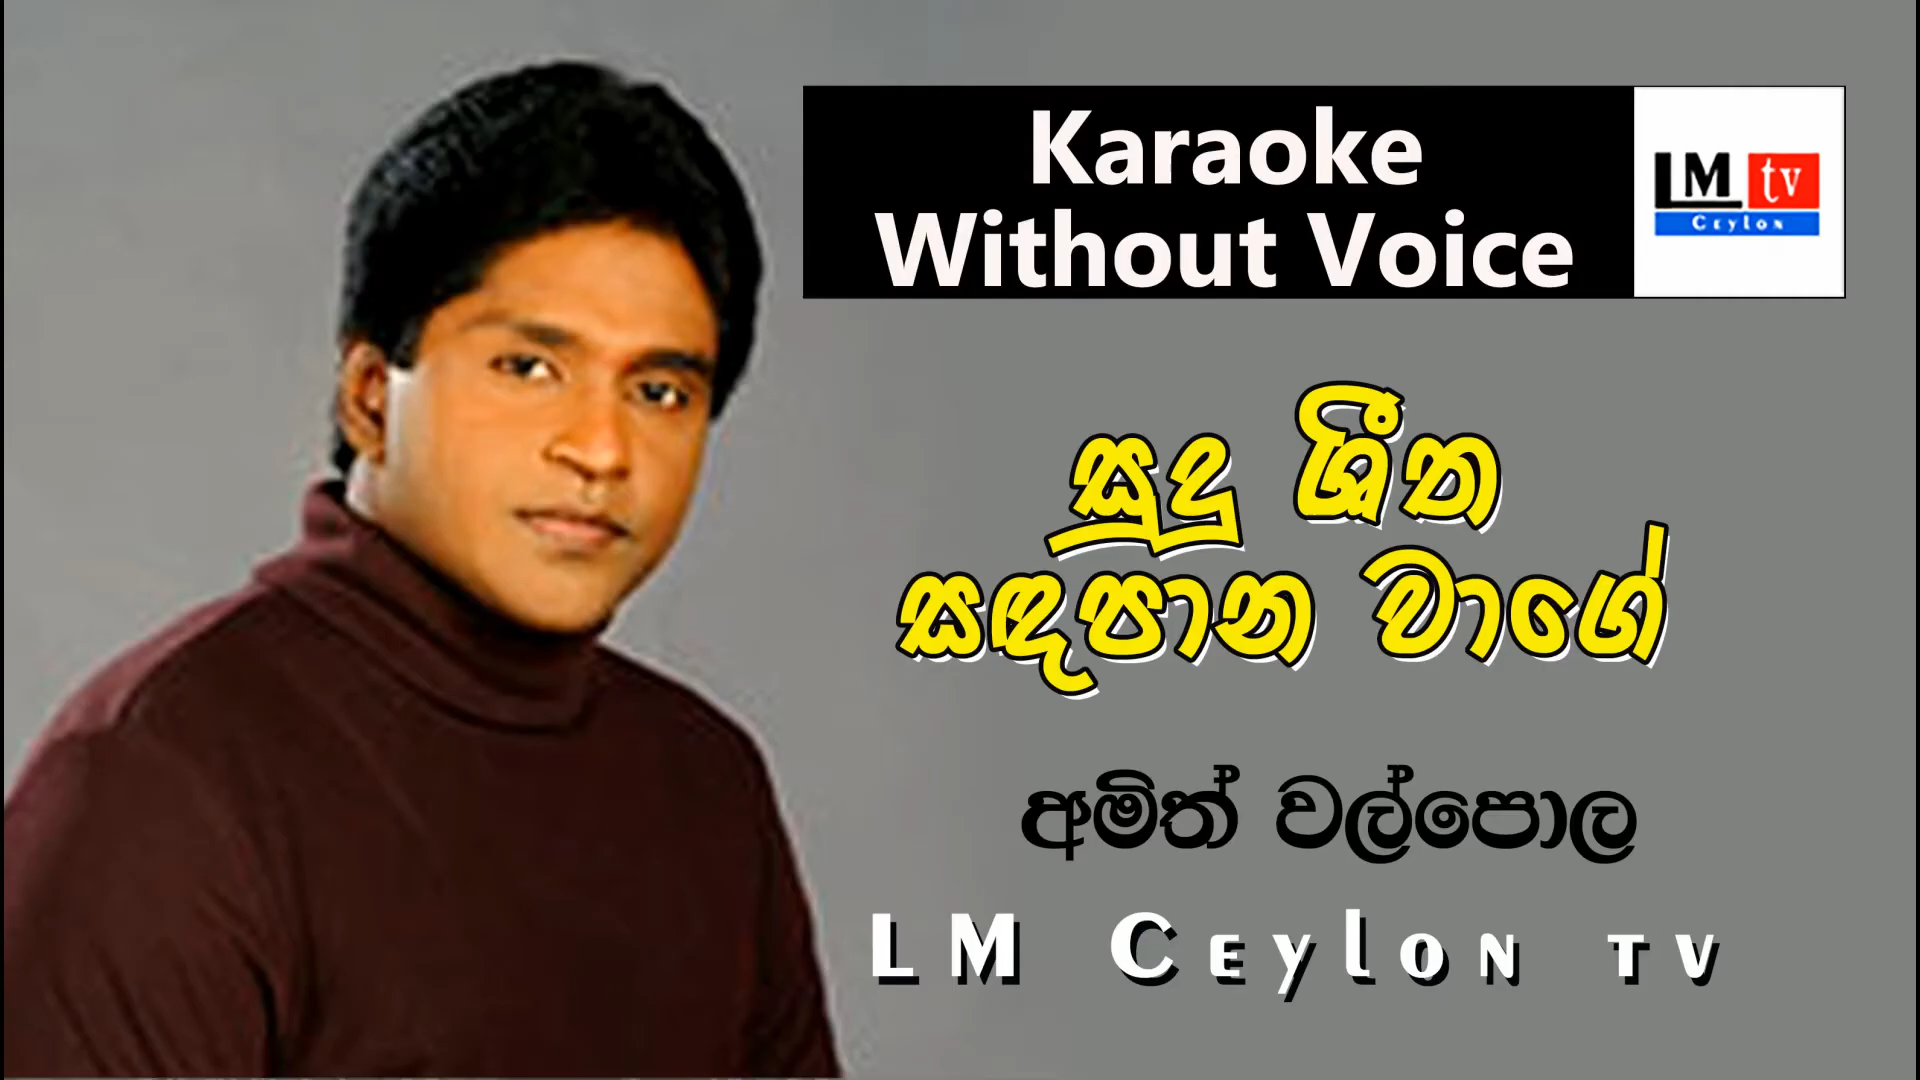 Karaoke
Without Voice
LM tv
Ceylon
සුදු ශීත
සඳපාන වාගේ
අමිත් වල්පොල
LM Ceylon TV